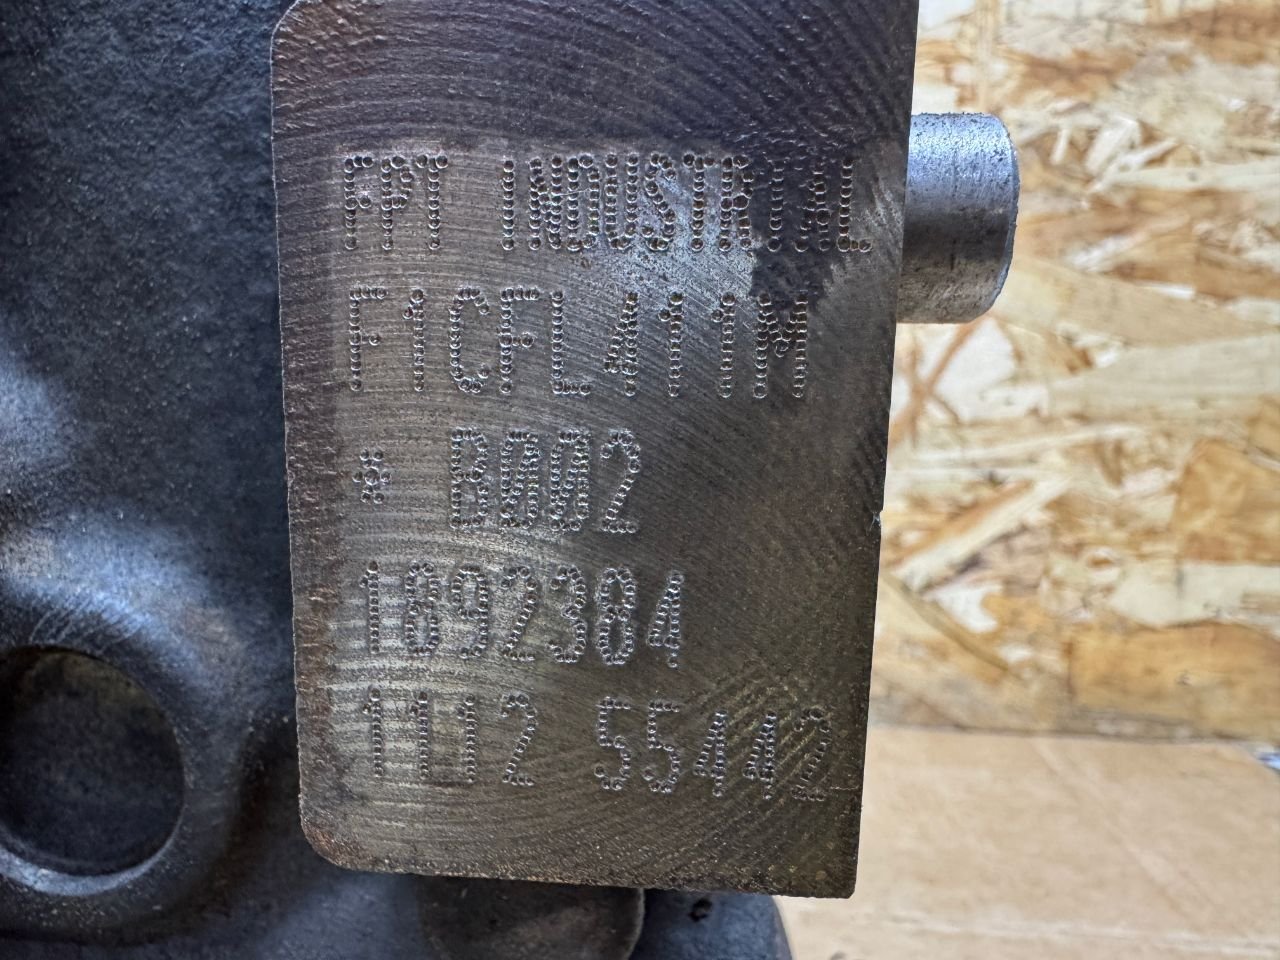 FPT INDUSTRIAL
F1CFL411M
* B002
1892384
1112 55442